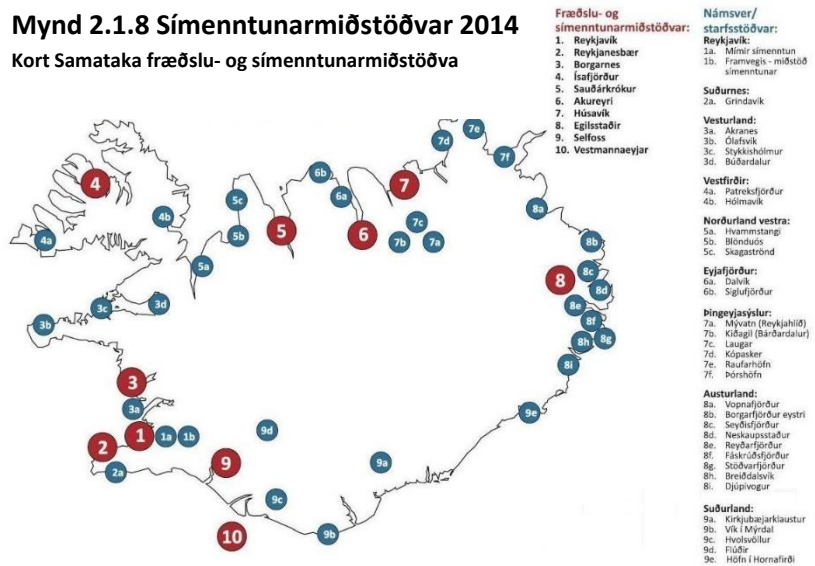 Mynd 2.1.8 Símenntunarmiðstöðvar 2014
Kort Samataka fræðslu- og símenntunarmiðstöðva
Fræðslu- og
símenntunarmiðstöðvar:
1. Reykjavík
2. Reykjanesbær
3. Borgarnes
4. Ísafjörður
5. Sauðárkrókur
6. Akureyri
7. Húsavík
8. Egilsstaðir
9. Selfoss
10. Vestmannaeyjar
Námsver/
starfsstöðvar:
Reykjavík:
1a. Mímir símenntun
1b. Framvegis - miðstöð
símenntunar
Suðurnes:
2a. Grindavík
Vesturland:
3a. Akranes
3b. Ólafsvík
3c. Stykkishólmur
3d. Búðardalur
Vestfirðir:
4a. Patreksfjörður
4b. Hólmavík
Norðurland vestra:
5a. Hvammstangi
5b. Blönduós
5c. Skagaströnd
Eyjafjörður:
6a. Dalvík
6b. Siglufjörður
Þingeyjasýslur:
7a. Mývatn (Reykjahlíð)
7b. Kiðagil (Bárðardalur)
7c. Laugar
7d. Kópasker
7e. Raufarhöfn
7f. Þórshöfn
Austurland:
8a. Vopnafjörður
8b. Borgarfjörður eystri
8c. Seyðisfjörður
8d. Neskaupsstaður
8e. Reyðarfjörður
8f. Fáskrúðsfjörður
8g. Stöðvarfjörður
8h. Breiðdalsvík
8i. Djúpivogur
Suðurland:
9a. Kirkjubæjarklaustur
9b. Vík í Mýrdal
9c. Hvolsvöllur
9d. Flúðir
9e. Höfn í Hornafirði
7e
7d
7f
6b
4
7
6a
5c
8a
4b
7c
5
6
5b
7b
7a
4a
8b
5a
8c
8
8d
3d
3c
8e
3b
8f
8g
8h
8i
3
3a
9e
9d
1
1a
1b
2
9
9a
2a
9c
9b
10